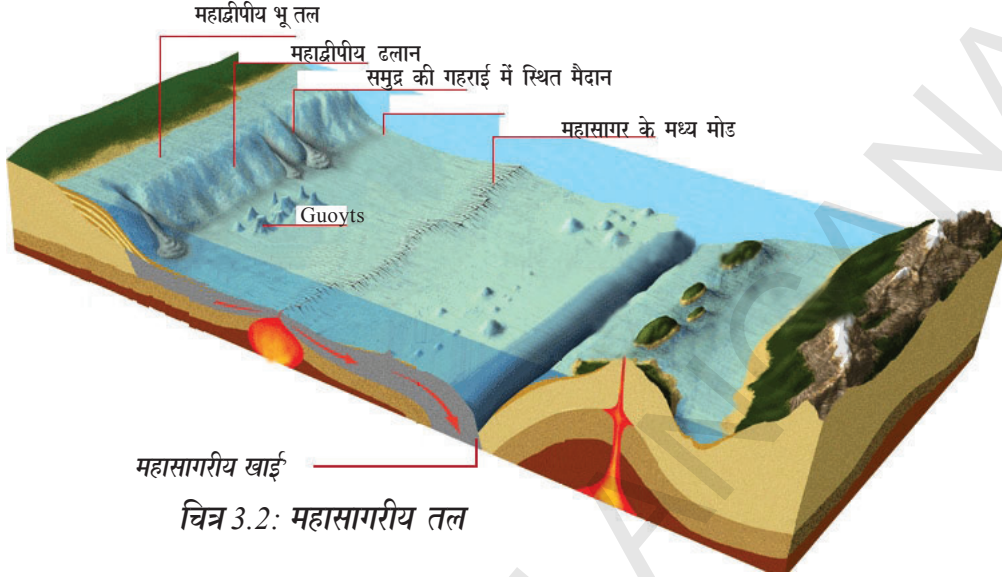 महाद्वीपीय भू तल
महाद्वीपीय ढलान
समुद्र की गहराई में स्थित मैदान
महासागर के मध्य मोड
Guoyts
महासागरीय खाई
चित्र 3.2: महासागरीय तल